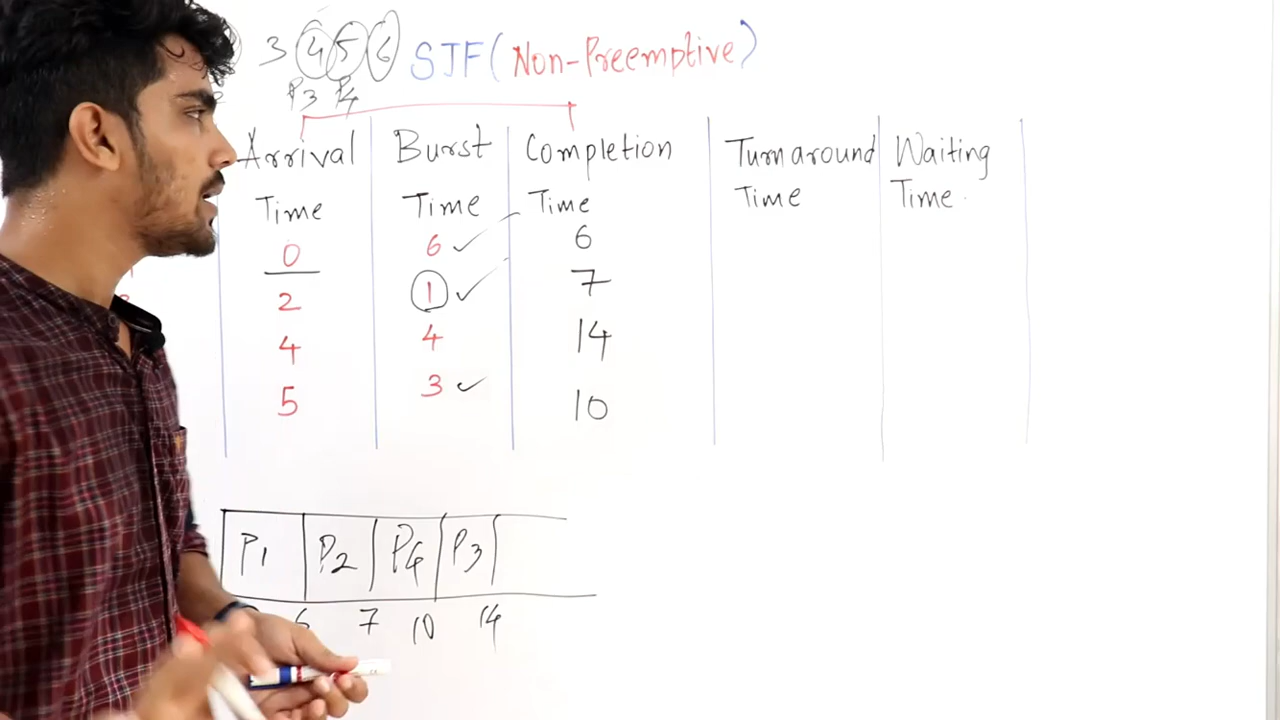 3 4 5 6 SJF(Non-Preemptive)
P3 P4
Arrival Burst Completion Turnaround Waiting
Time Time Time Time Time
0 6 6
2 1 7
4 4 14
5 3 10
P1 P2 P4 P3
6 7 10 14